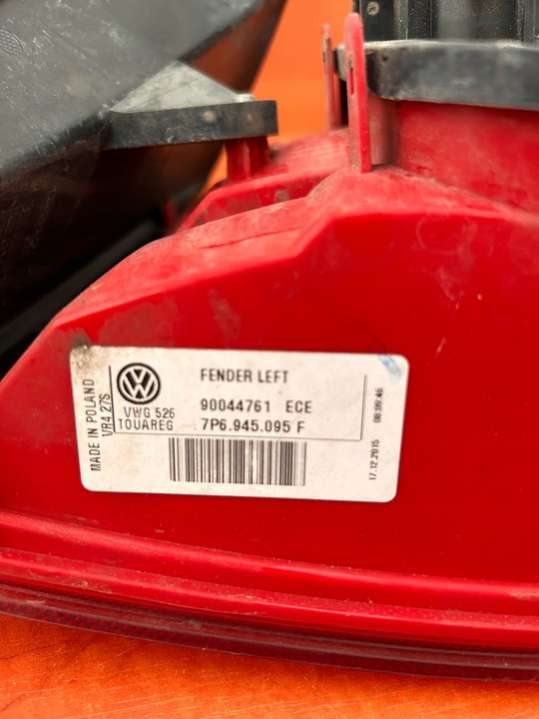 MADE IN POLAND
VR4 27S
VWG 526
TOUAREG
FENDER LEFT
90044761 ECE
7P6.945.095 F
17.12.2015